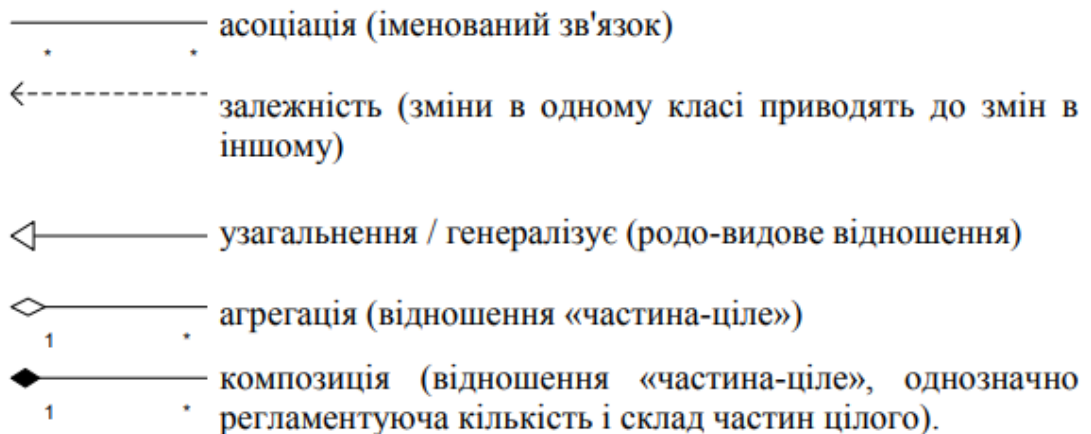 асоціація (іменований зв'язок)
* *
залежність (зміни в одному класі приводять до змін в
іншому)
узагальнення / генералізує (родо-видове відношення)
агрегація (відношення «частина-ціле»)
1 *
композиція (відношення «частина-ціле», однозначно
1 * регламентуюча кількість і склад частин цілого).